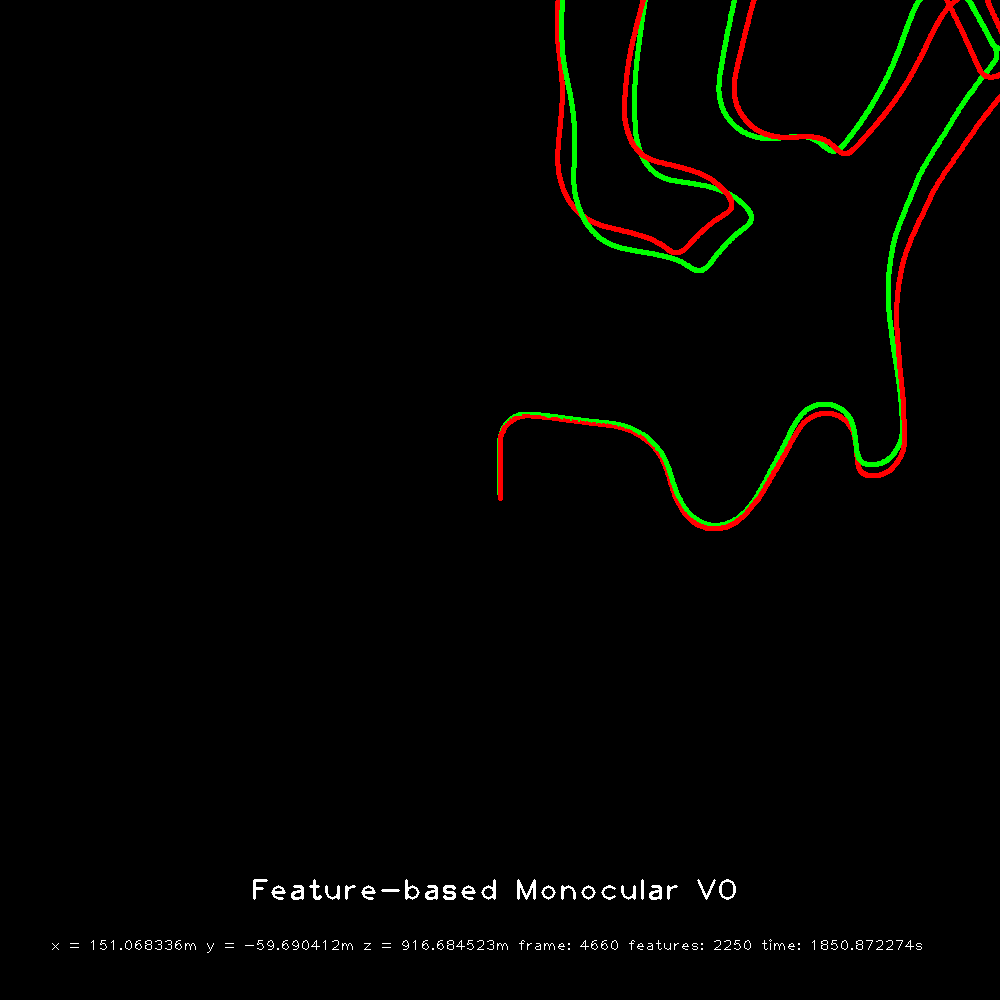 Feature-based Monocular VO
x = 151.068336m y = -59.690412m z = 916.684523m frame: 4660 features: 2250 time: 1850.872274s